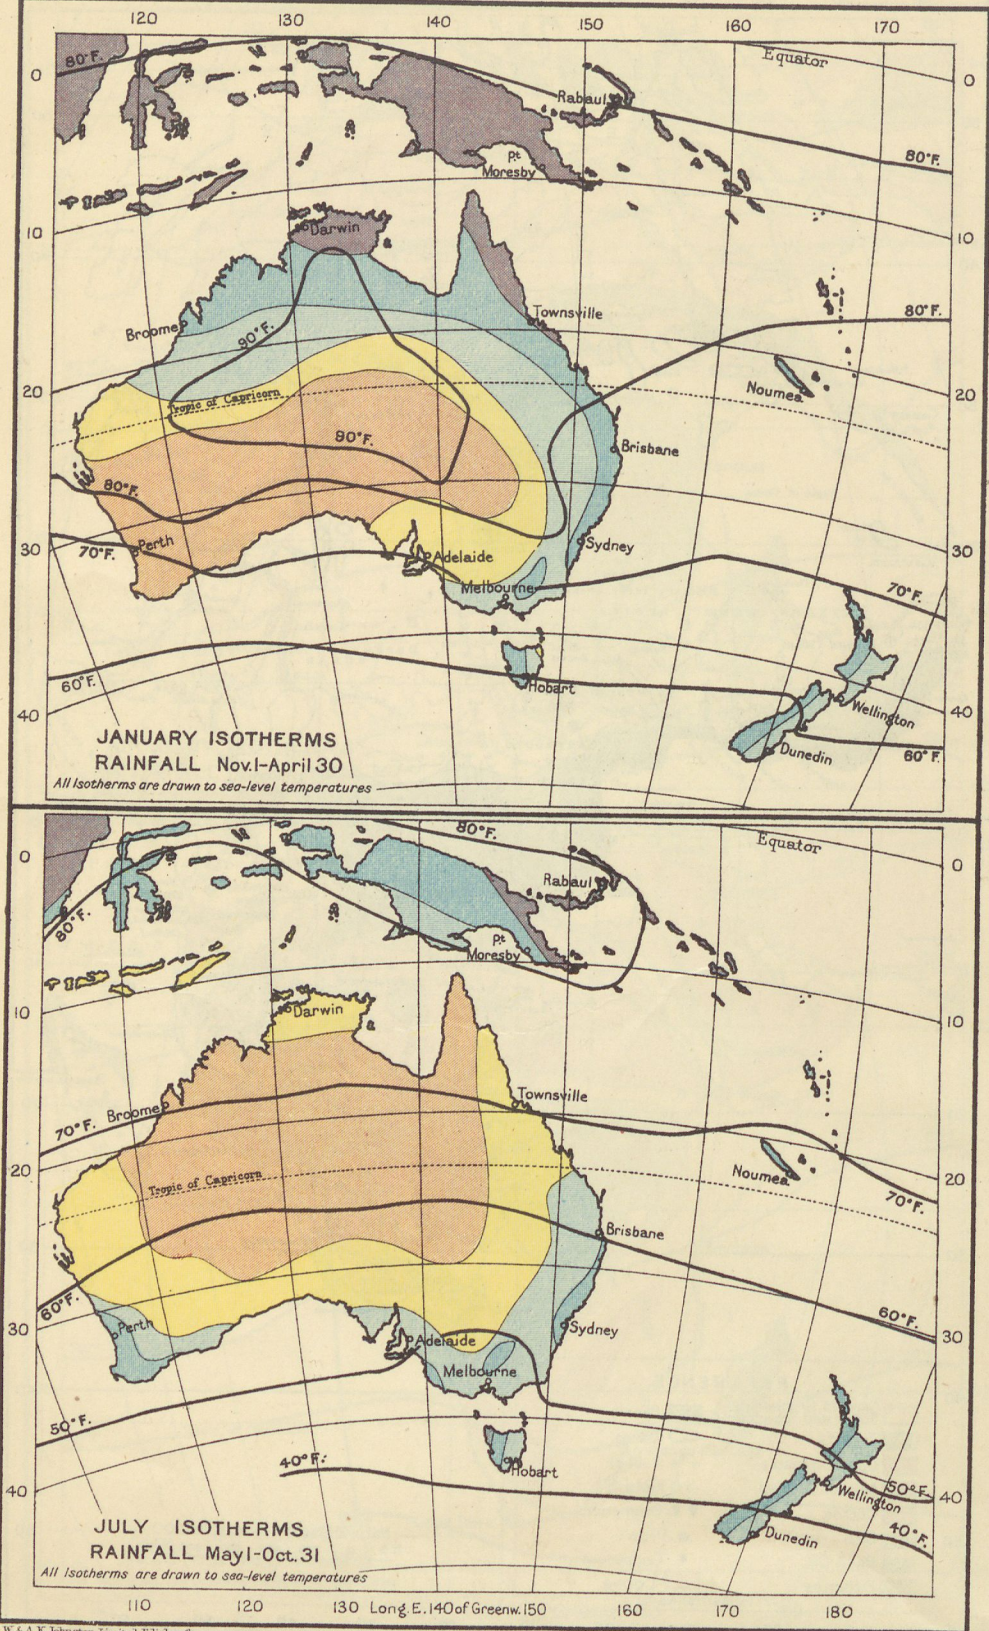 120 130 140 150 160 170
80°F.
Equator
0
0
Rabaul
Pt
Moresby
80°F.
10
10
Darwin
Broome
90°F.
Townsville
80°F.
20
20
Noumea
Tropic of Capricorn
90°F.
Brisbane
80°F.
30
30
70°F.
Perth
Adelaide
Sydney
Melbourne
70°F.
60°F.
Hobart
40
40
Wellington
Dunedin
60°F.
JANUARY ISOTHERMS
RAINFALL Nov.1-April 30
All Isotherms are drawn to sea-level temperatures
80°F.
Equator
0
0
Rabaul
80°F.
Pt
Moresby
10
10
Darwin
70°F.
Broome
Townsville
20
20
Noumea
70°F.
Tropic of Capricorn
Brisbane
60°F.
60°F.
30
30
Perth
Adelaide
Sydney
Melbourne
50°F.
40°F.
Hobart
50°F.
40
40
Wellington
40°F.
Dunedin
JULY ISOTHERMS
RAINFALL May1-Oct.31
All Isotherms are drawn to sea-level temperatures
110 120 130 Long. E. 140 of Greenw. 150 160 170 180